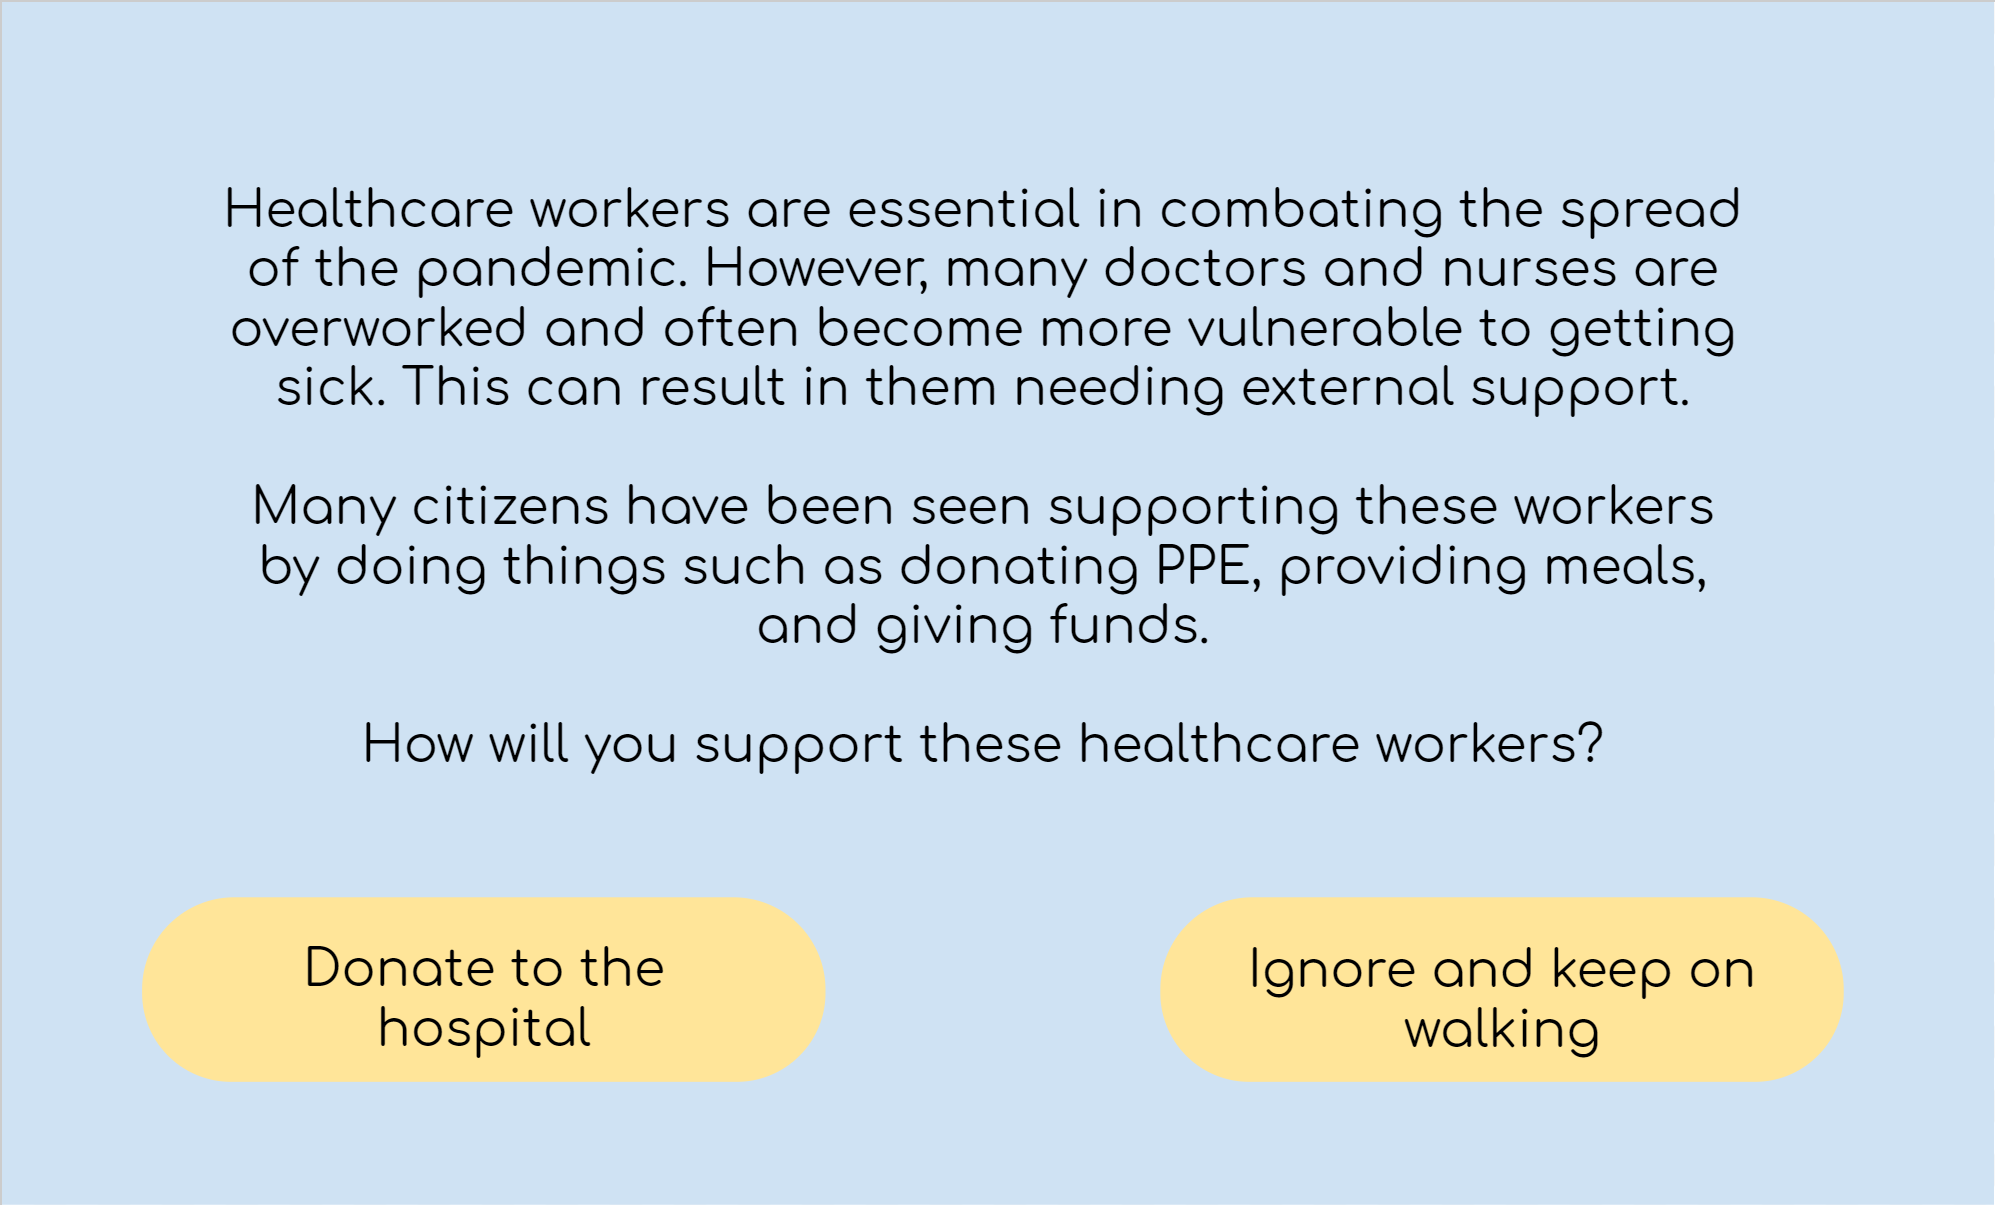 Healthcare workers are essential in combating the spread
of the pandemic. However, many doctors and nurses are
overworked and often become more vulnerable to getting
sick. This can result in them needing external support.
Many citizens have been seen supporting these workers
by doing things such as donating PPE, providing meals,
and giving funds.
How will you support these healthcare workers?
Donate to the
hospital
Ignore and keep on
walking